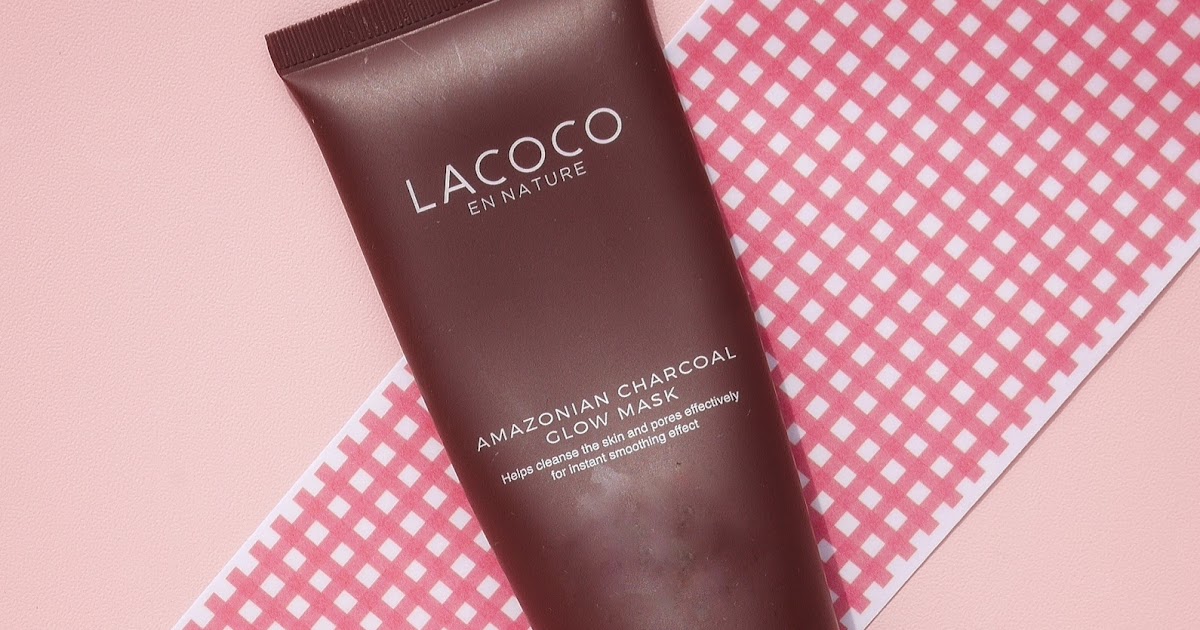 LACOCO
EN NATURE
AMAZONIAN CHARCOAL
GLOW MASK
Helps cleanse the skin and pores effectively
for instant smoothing effect